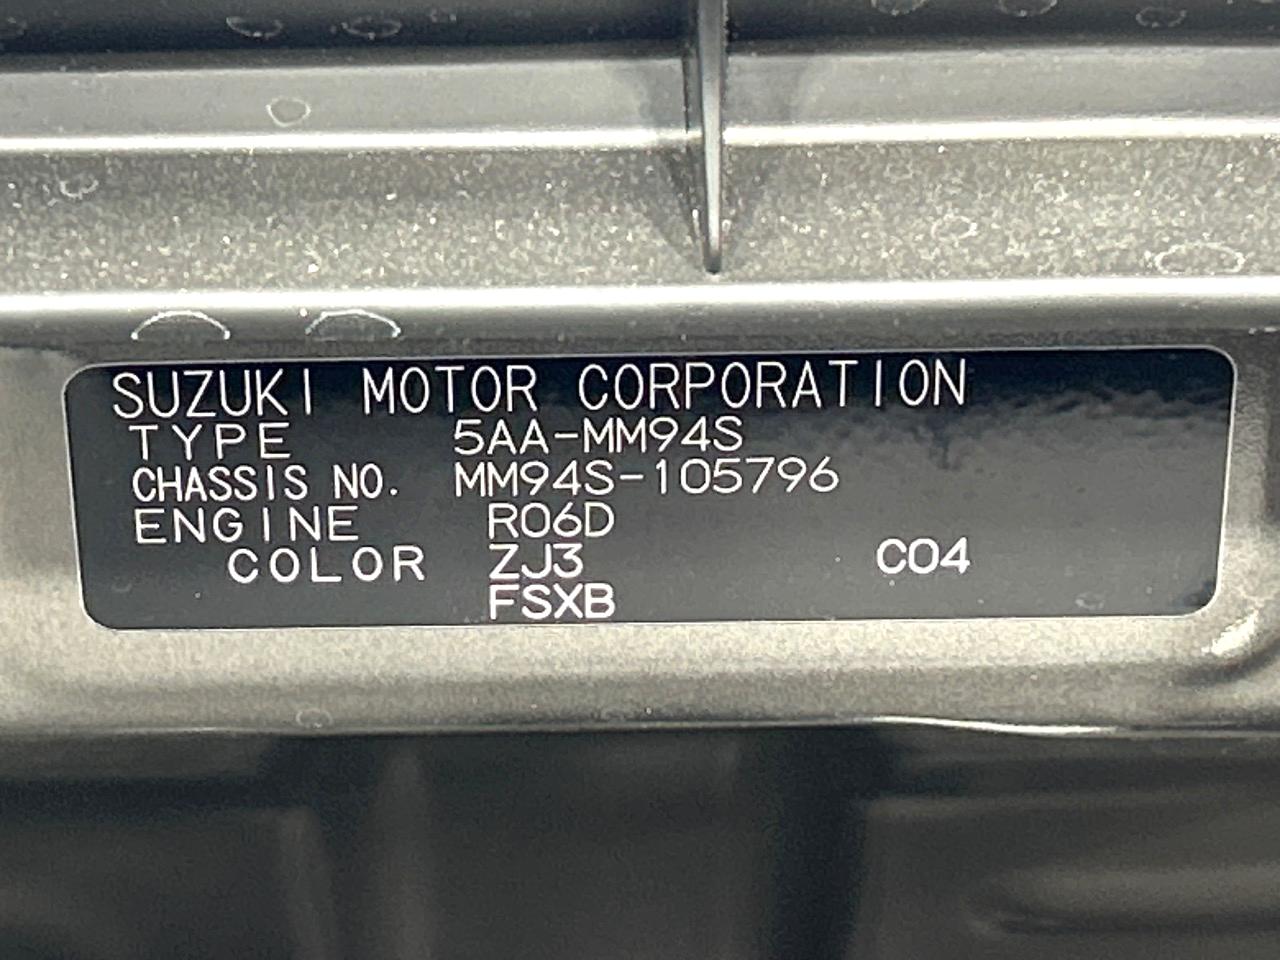 SUZUKI MOTOR CORPORATION
TYPE 5AA-MM94S
CHASSIS NO. MM94S-105796
ENGINE R06D
COLOR ZJ3 C04
FSXB